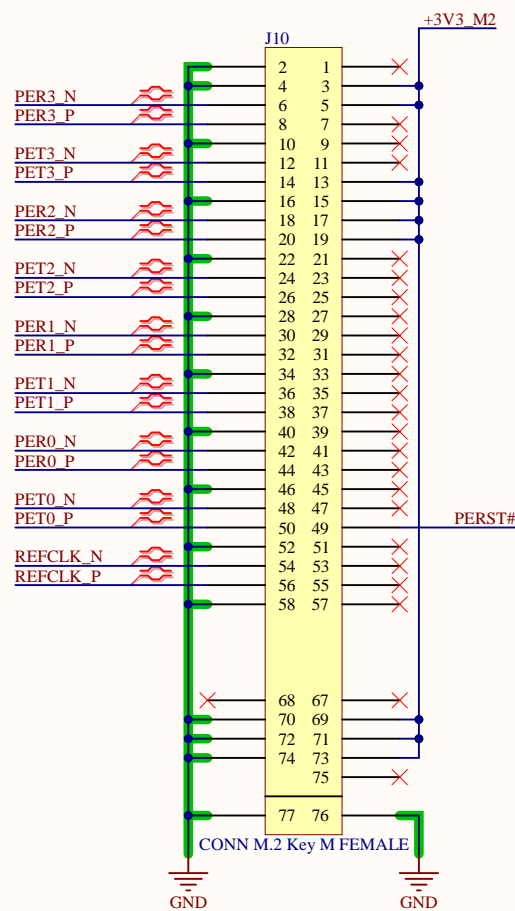 +3V3_M2
J10
2 1
4 3
PER3_N 6 5
PER3_P 8 7
10 9
PET3_N 12 11
PET3_P 14 13
16 15
PER2_N 18 17
PER2_P 20 19
22 21
PET2_N 24 23
PET2_P 26 25
28 27
PER1_N 30 29
PER1_P 32 31
34 33
PET1_N 36 35
PET1_P 38 37
40 39
PER0_N 42 41
PER0_P 44 43
46 45
PET0_N 48 47
PET0_P 50 49 PERST#
52 51
REFCLK_N 54 53
REFCLK_P 56 55
58 57
68 67
70 69
72 71
74 73
75
77 76
CONN M.2 Key M FEMALE
GND GND